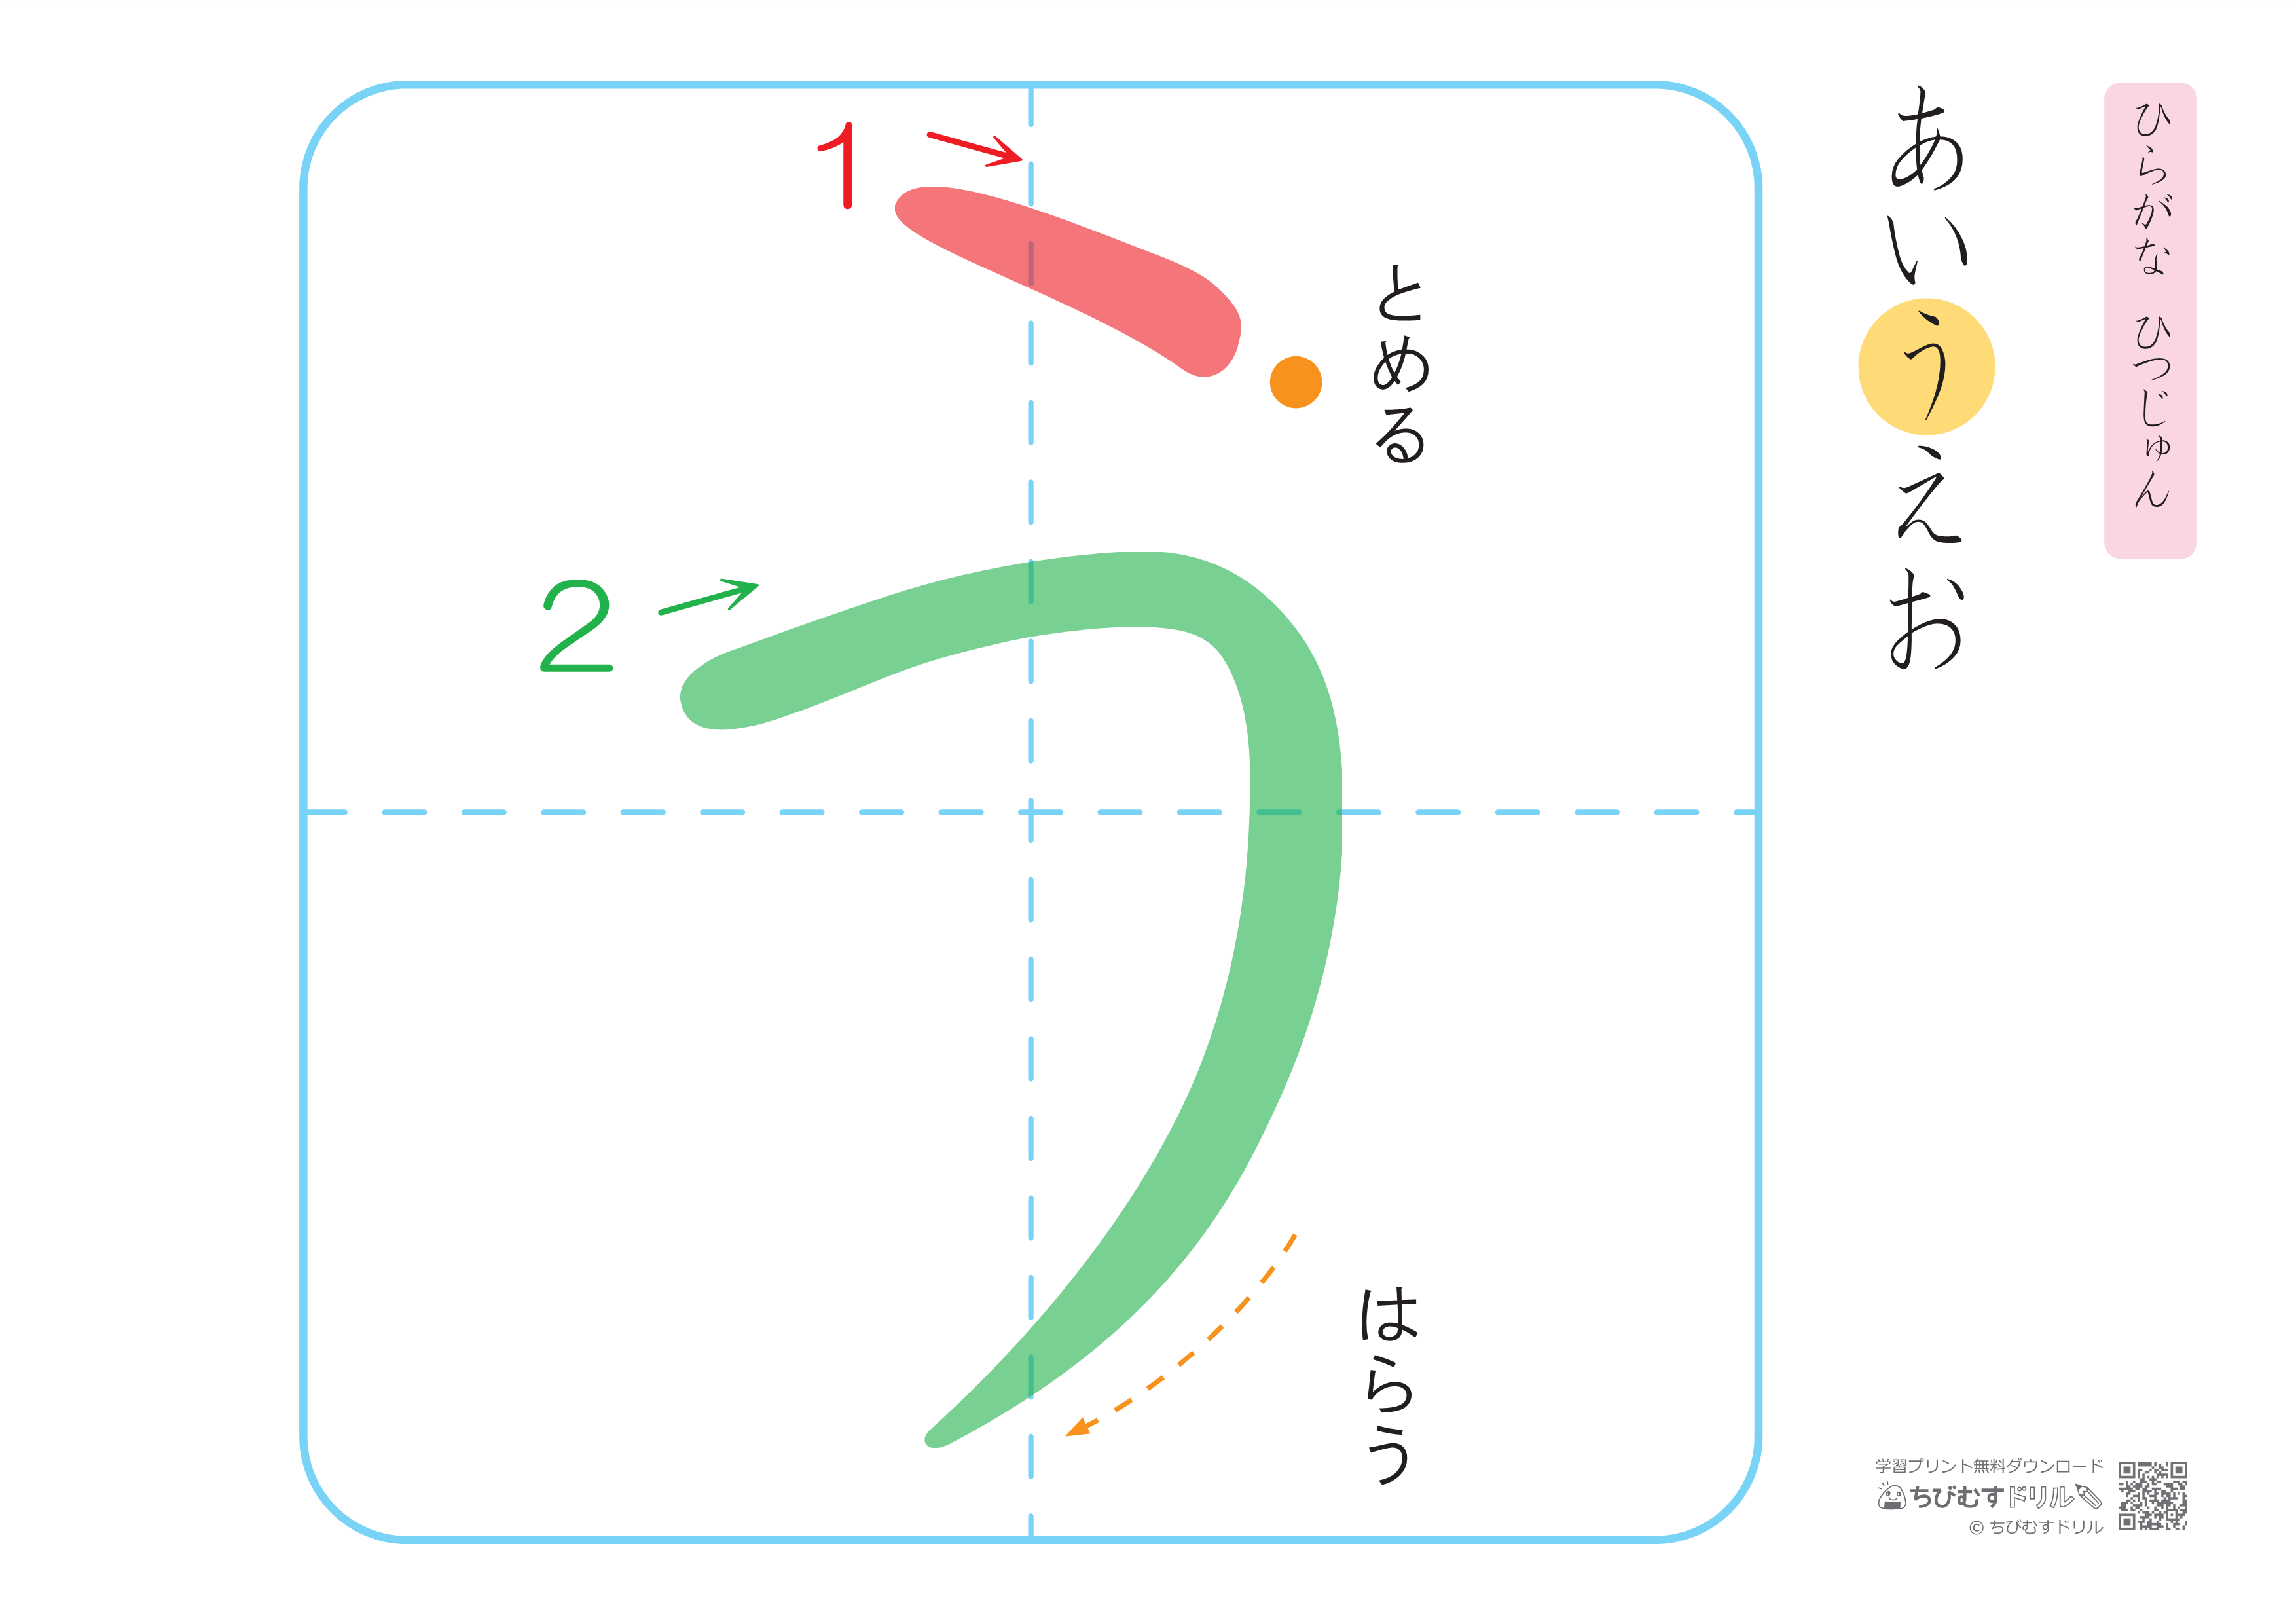 ひらがな ひつじゅん
あいうえお
1
とめる
2
はらう
学習プリント無料ダウンロード
ちびむすドリル
© ちびむすドリル